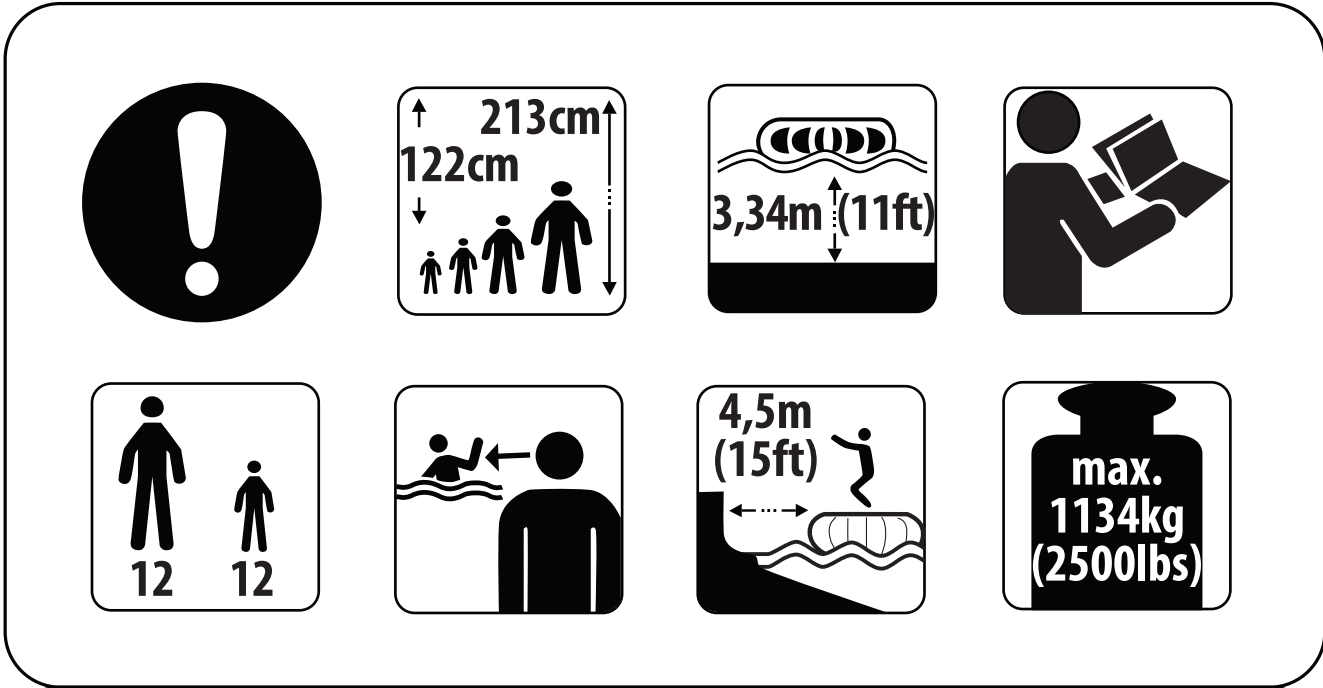 213cm
122cm
3,34m (11ft)
12 12
4,5m
(15ft)
max.
1134kg
(2500lbs)